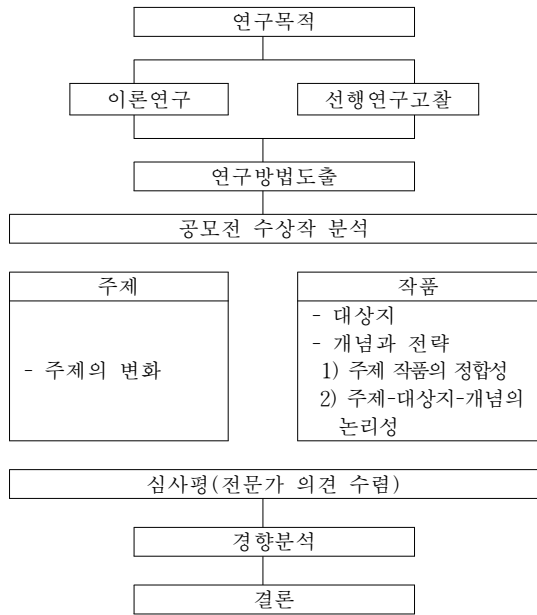 연구목적
이론연구
선행연구고찰
연구방법도출
공모전 수상작 분석
주제
- 주제의 변화
작품
- 대상지
- 개념과 전략
1) 주제 작품의 정합성
2) 주제-대상지-개념의
논리성
심사평(전문가 의견 수렴)
경향분석
결론